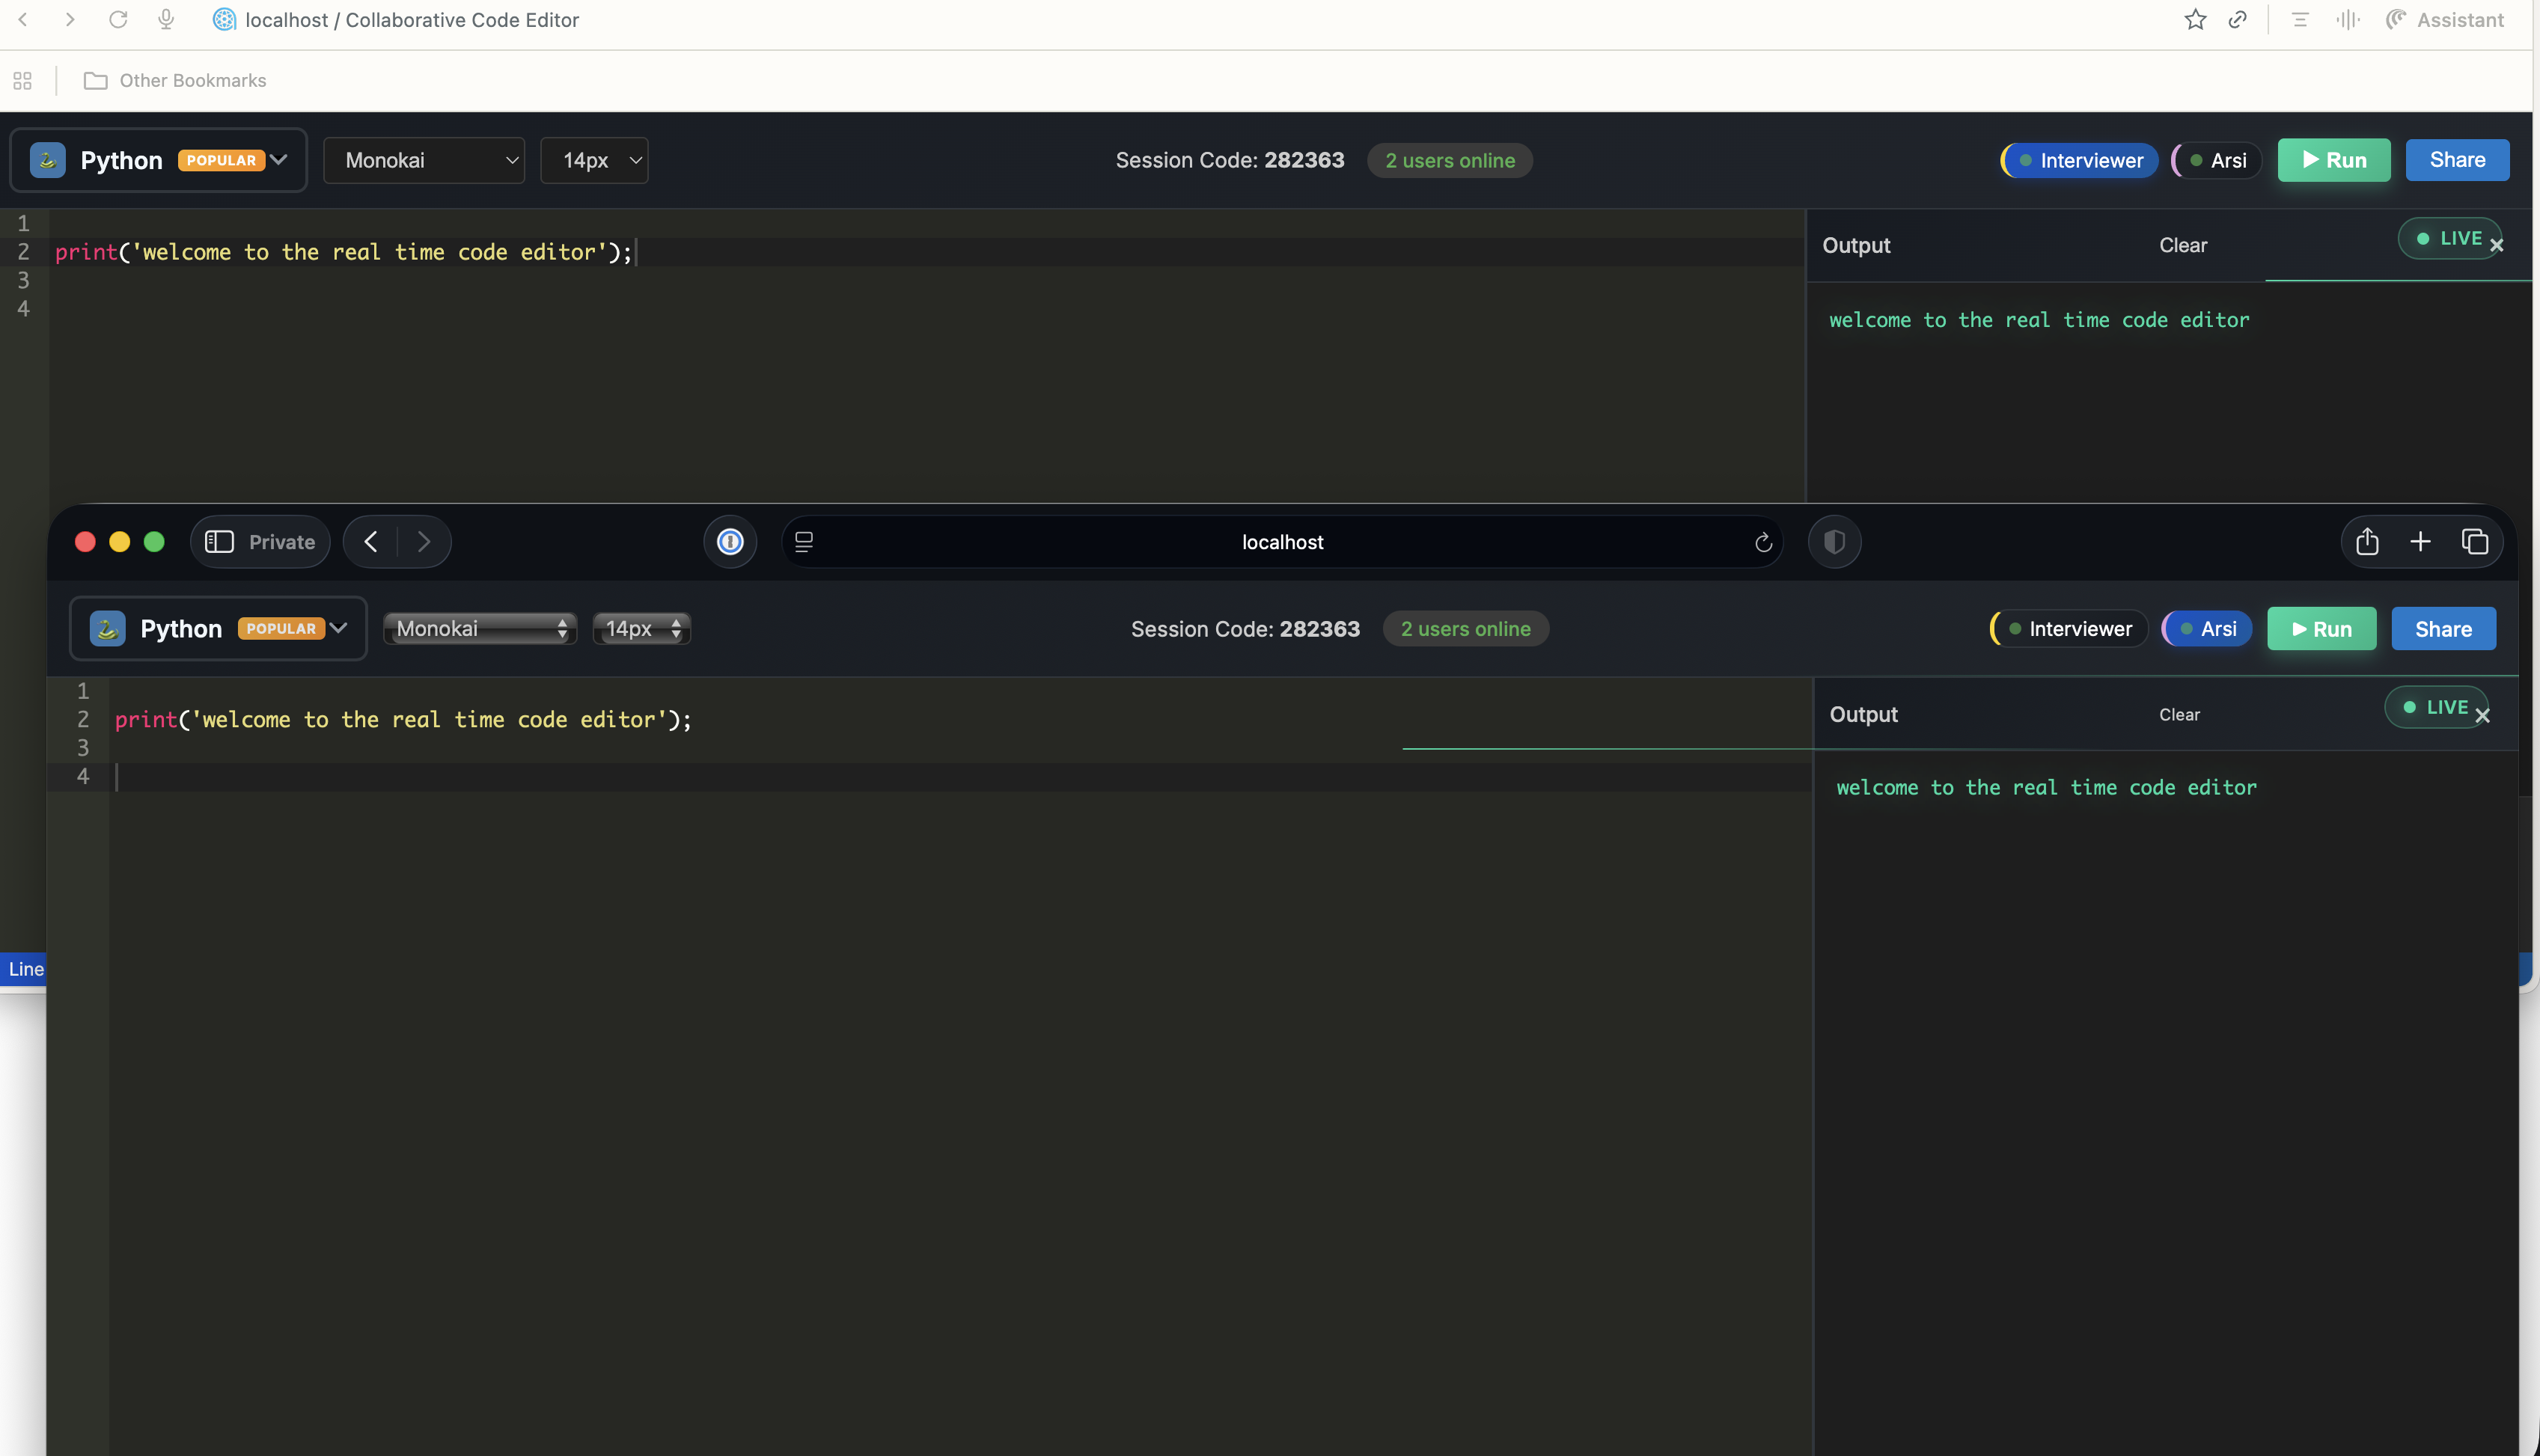 localhost / Collaborative Code Editor
Assistant
Other Bookmarks
Python POPULAR Monokai 14px Session Code: 282363 2 users online Interviewer Arsi Run Share
1
2 print('welcome to the real time code editor');
3
4
Output Clear LIVE ×
welcome to the real time code editor
Private localhost
Python POPULAR Monokai 14px Session Code: 282363 2 users online Interviewer Arsi Run Share
1
2 print('welcome to the real time code editor');
3
4
Output Clear LIVE ×
welcome to the real time code editor
Line